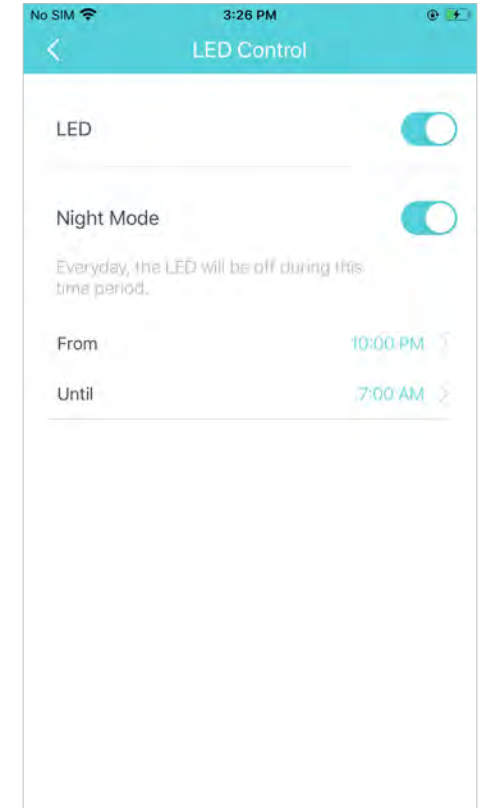 No SIM 3:26 PM
LED Control
LED
Night Mode
Everyday, the LED will be off during this
time period.
From 10:00 PM
Until 7:00 AM